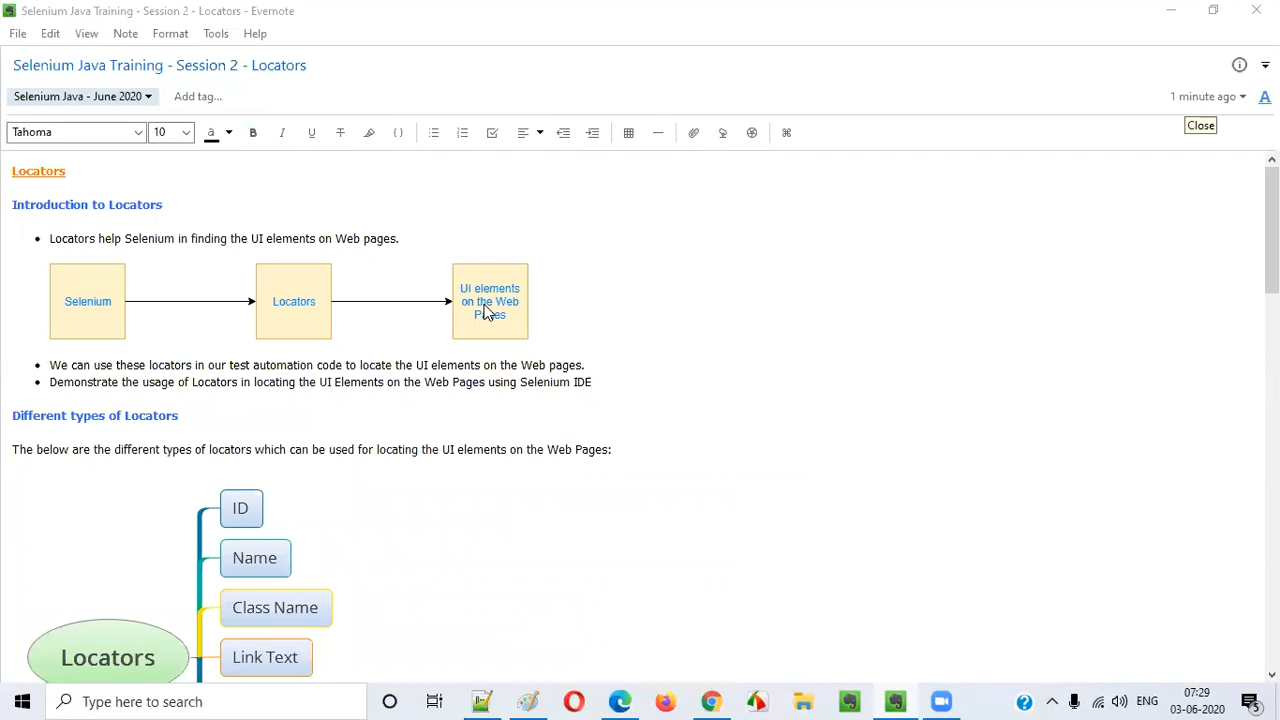 Selenium Java Training - Session 2 - Locators - Evernote
File Edit View Note Format Tools Help
Selenium Java Training - Session 2 - Locators
Selenium Java - June 2020 Add tag... 1 minute ago
Close
Tahoma 10
Locators
Introduction to Locators
Locators help Selenium in finding the UI elements on Web pages.
Selenium
Locators
UI elements
on the Web
Pages
We can use these locators in our test automation code to locate the UI elements on the Web pages.
Demonstrate the usage of Locators in locating the UI Elements on the Web Pages using Selenium IDE
Different types of Locators
The below are the different types of locators which can be used for locating the UI elements on the Web Pages:
ID
Name
Class Name
Link Text
Locators
Type here to search
ENG
07:29
03-06-2020
5